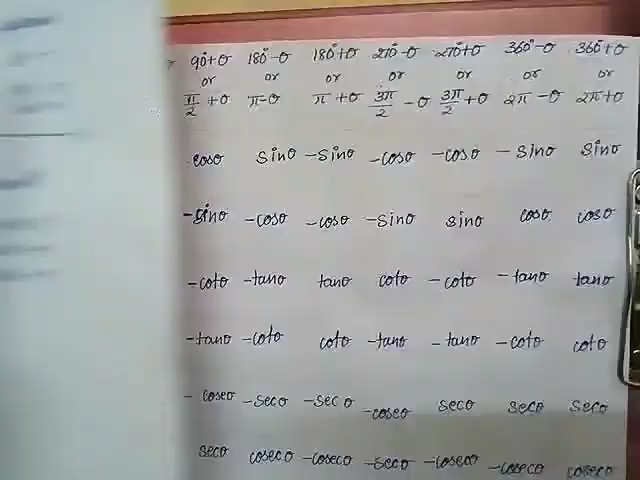 90°+θ 180°-θ 180°+θ 270°-θ 270°+θ 360°-θ 360°+θ
or or or or or or or
π/2 +θ π-θ π+θ 3π/2 -θ 3π/2 +θ 2π-θ 2π+θ
cosθ sinθ -sinθ -cosθ -cosθ -sinθ sinθ
-sinθ -cosθ -cosθ -sinθ sinθ cosθ cosθ
-cotθ -tanθ tanθ cotθ -cotθ -tanθ tanθ
-tanθ -cotθ cotθ -tanθ -tanθ -cotθ cotθ
-cosecθ -secθ -secθ -cosecθ secθ secθ secθ
secθ cosecθ -cosecθ -secθ -cosecθ -cosecθ cosecθ